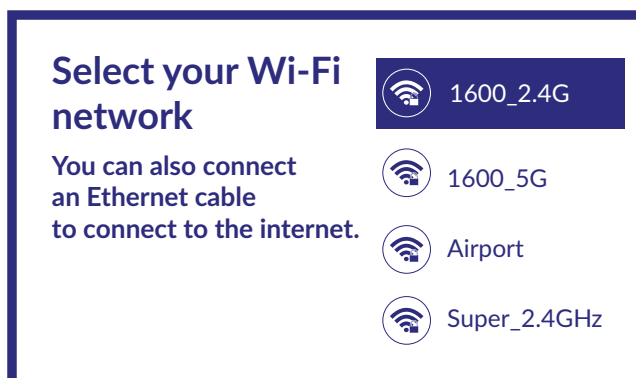 Select your Wi-Fi
network
You can also connect
an Ethernet cable
to connect to the internet.
1600_2.4G
1600_5G
Airport
Super_2.4GHz